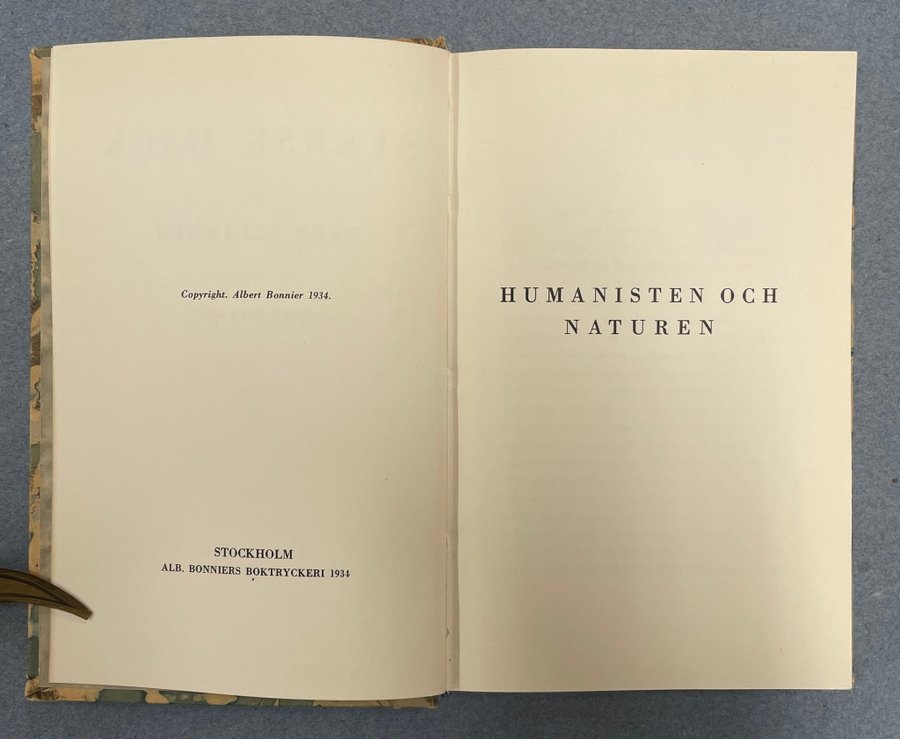 Copyright. Albert Bonnier 1934.
STOCKHOLM
ALB. BONNIERS BOKTRYCKERI 1934
HUMANISTEN OCH
NATUREN